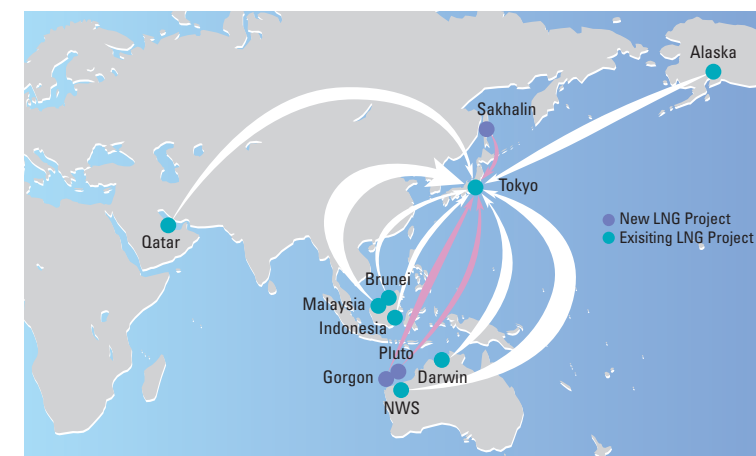 Alaska
Sakhalin
Tokyo
New LNG Project
Exisiting LNG Project
Qatar
Brunei
Malaysia
Indonesia
Pluto
Gorgon
Darwin
NWS